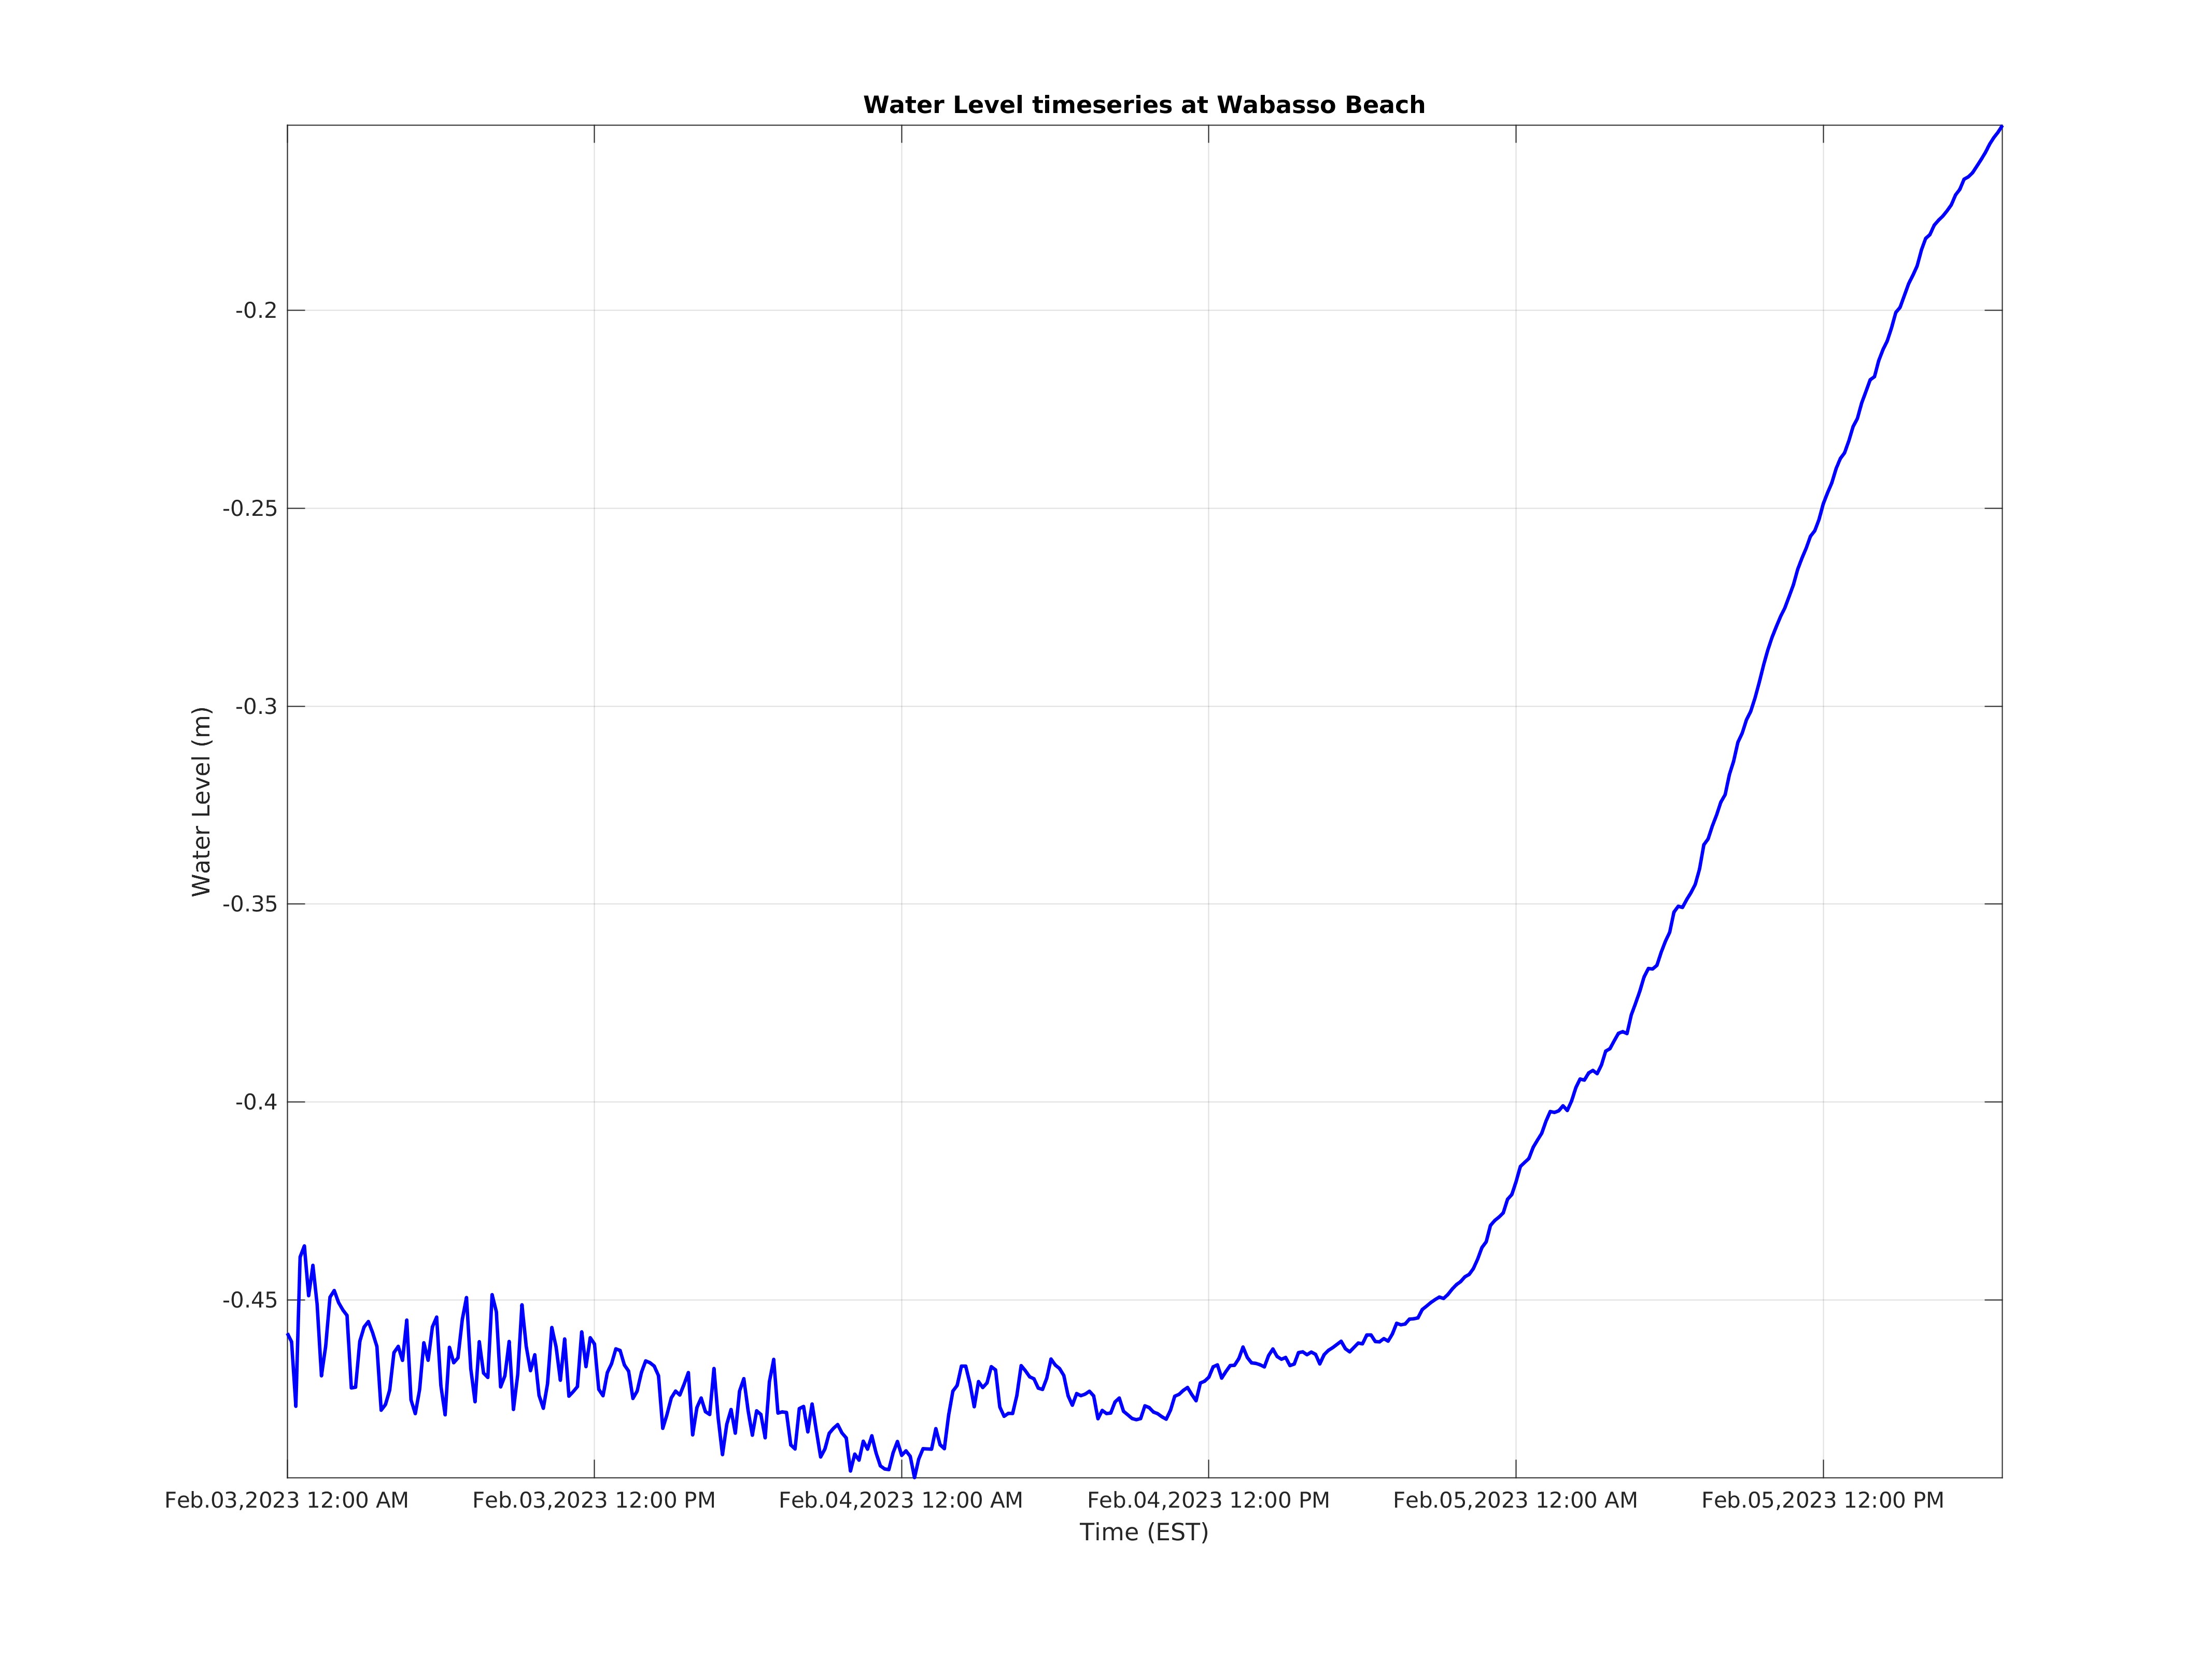 Water Level timeseries at Wabasso Beach
-0.2
-0.25
-0.3
-0.35
-0.4
-0.45
Water Level (m)
Feb.03,2023 12:00 AM Feb.03,2023 12:00 PM Feb.04,2023 12:00 AM Feb.04,2023 12:00 PM Feb.05,2023 12:00 AM Feb.05,2023 12:00 PM
Time (EST)